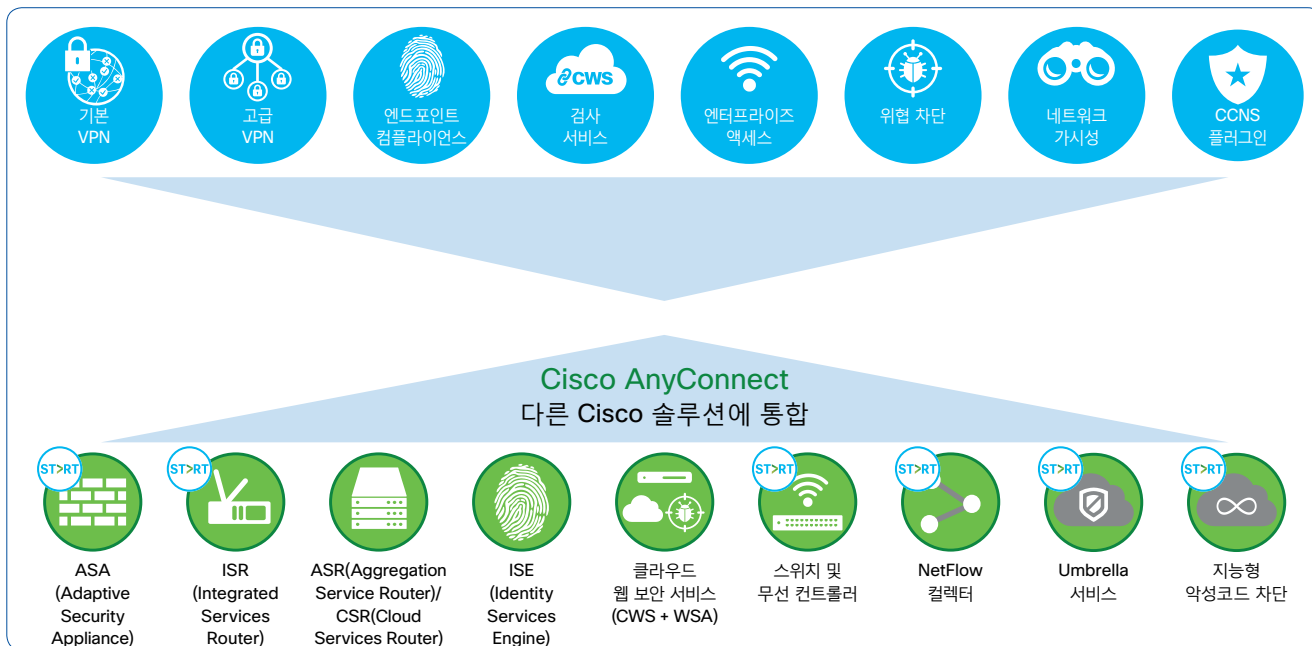 기본
VPN
고급
VPN
엔드포인트
컴플라이언스
CWS
검사
서비스
엔터프라이즈
액세스
위협 차단
네트워크
가시성
CCNS
플러그인
Cisco AnyConnect
다른 Cisco 솔루션에 통합
ST>RT
ASA
(Adaptive
Security
Appliance)
ST>RT
ISR
(Integrated
Services
Router)
ASR(Aggregation
Service Router)/
CSR(Cloud
Services Router)
ISE
(Identity
Services
Engine)
클라우드
웹 보안 서비스
(CWS + WSA)
ST>RT
스위치 및
무선 컨트롤러
ST>RT
NetFlow
컬렉터
ST>RT
Umbrella
서비스
ST>RT
지능형
악성코드 차단